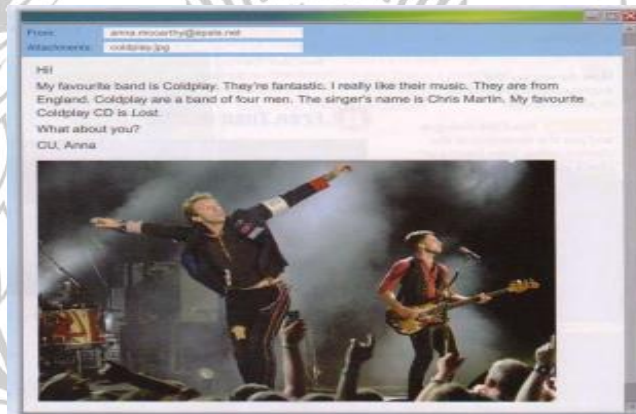 From: anna.mccarthy@apple.net
Attachments: coldplay.jpg
Hi!
My favourite band is Coldplay. They're fantastic. I really like their music. They are from
England. Coldplay are a band of four men. The singer's name is Chris Martin. My favourite
Coldplay CD is Lost.
What about you?
CU, Anna